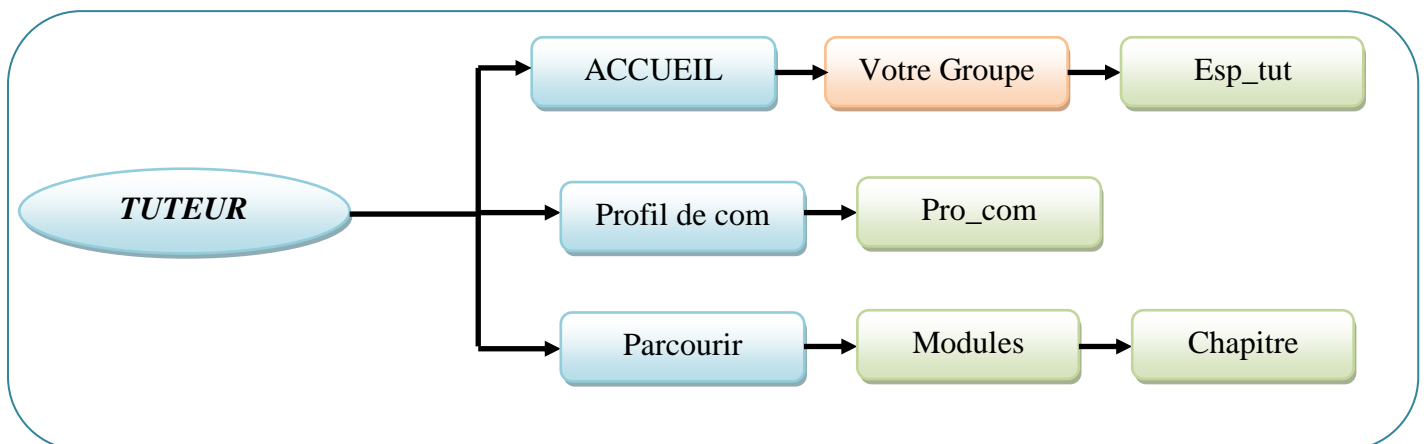 ACCUEIL
Votre Groupe
Esp_tut
TUTEUR
Profil de com
Pro_com
Parcourir
Modules
Chapitre